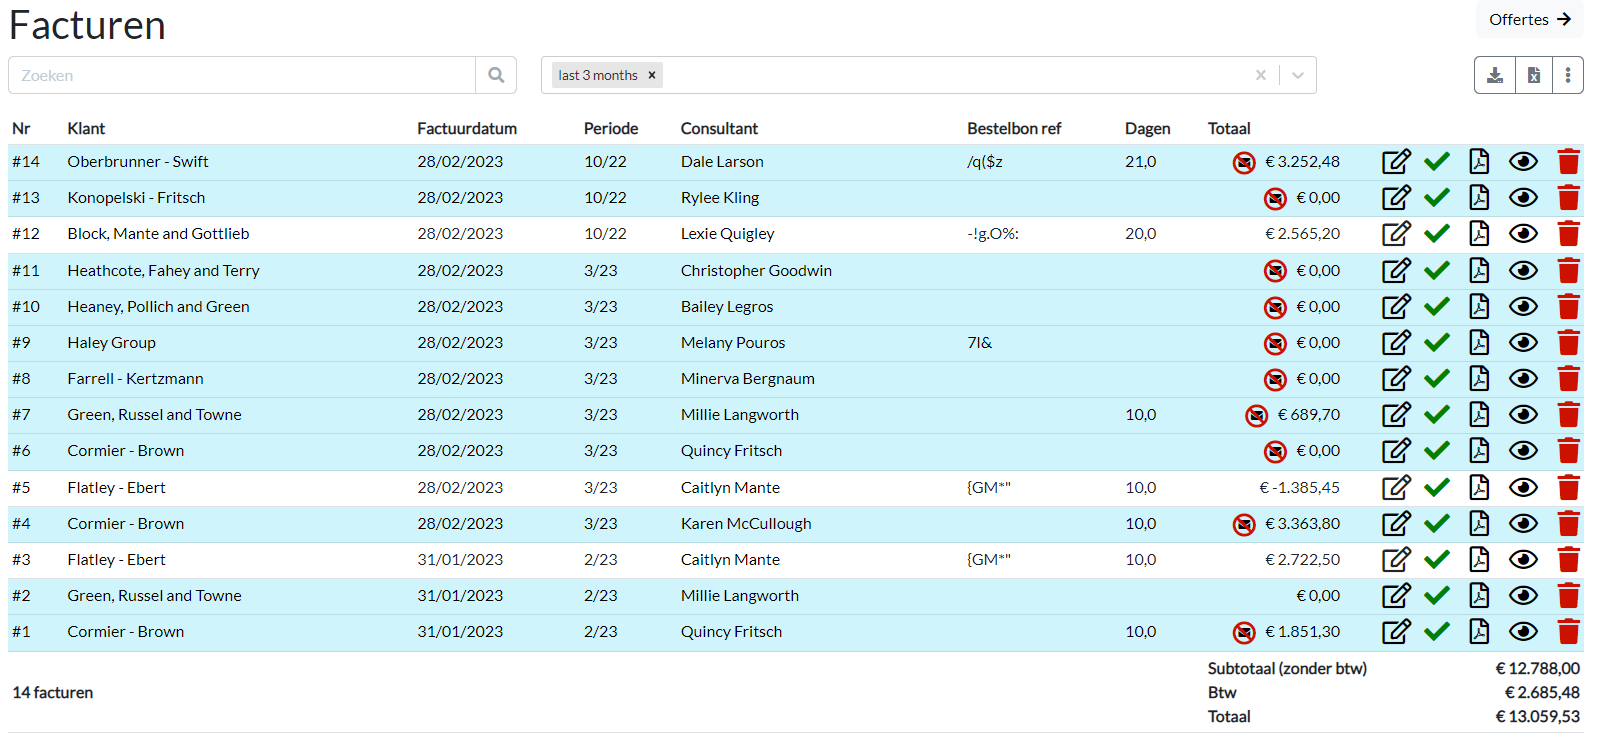 Facturen
Offertes
Zoeken
last 3 months ×
Nr Klant Factuurdatum Periode Consultant Bestelbon ref Dagen Totaal
#14 Oberbrunner - Swift 28/02/2023 10/22 Dale Larson /q($z 21,0 € 3.252,48
#13 Konopelski - Fritsch 28/02/2023 10/22 Rylee Kling € 0,00
#12 Block, Mante and Gottlieb 28/02/2023 10/22 Lexie Quigley -!g.O%: 20,0 € 2.565,20
#11 Heathcote, Fahey and Terry 28/02/2023 3/23 Christopher Goodwin € 0,00
#10 Heaney, Pollich and Green 28/02/2023 3/23 Bailey Legros € 0,00
#9 Haley Group 28/02/2023 3/23 Melany Pouros 7I& € 0,00
#8 Farrell - Kertzmann 28/02/2023 3/23 Minerva Bergnaum € 0,00
#7 Green, Russel and Towne 28/02/2023 3/23 Millie Langworth 10,0 € 689,70
#6 Cormier - Brown 28/02/2023 3/23 Quincy Fritsch € 0,00
#5 Flatley - Ebert 28/02/2023 3/23 Caitlyn Mante {GM*" 10,0 € -1.385,45
#4 Cormier - Brown 28/02/2023 3/23 Karen McCullough 10,0 € 3.363,80
#3 Flatley - Ebert 31/01/2023 2/23 Caitlyn Mante {GM*" 10,0 € 2.722,50
#2 Green, Russel and Towne 31/01/2023 2/23 Millie Langworth € 0,00
#1 Cormier - Brown 31/01/2023 2/23 Quincy Fritsch 10,0 € 1.851,30
Subtotaal (zonder btw) € 12.788,00
14 facturen Btw € 2.685,48
Totaal € 13.059,53